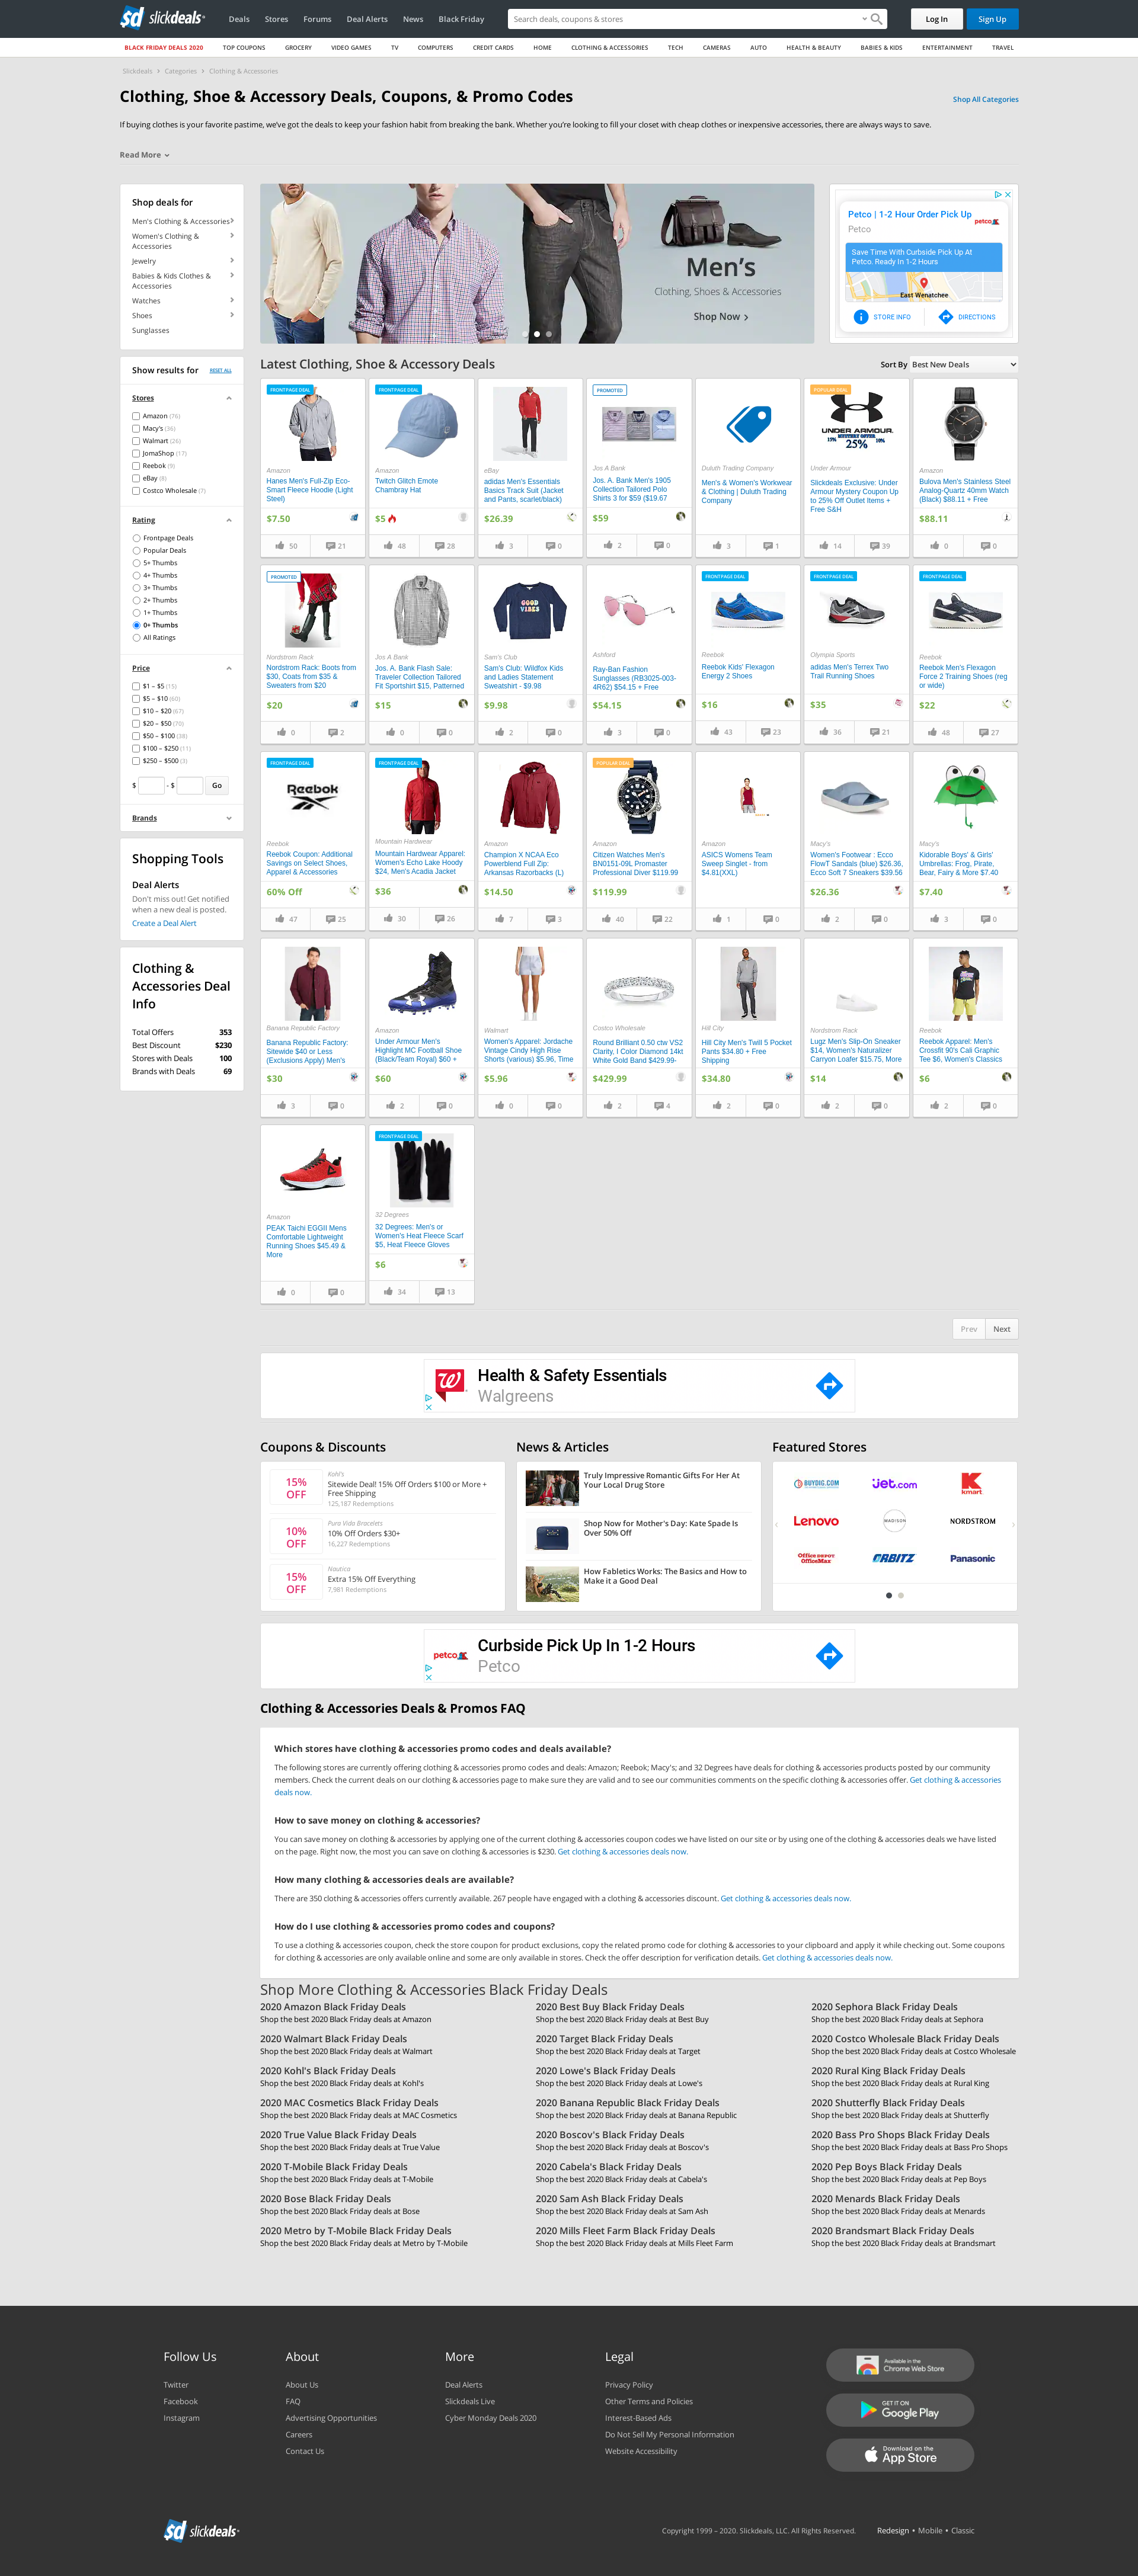 slickdeals
Deals
Stores
Forums
Deal Alerts
News
Black Friday
Search deals, coupons & stores
Log In
Sign Up
BLACK FRIDAY DEALS 2020
TOP COUPONS
GROCERY
VIDEO GAMES
TV
COMPUTERS
CREDIT CARDS
HOME
CLOTHING & ACCESSORIES
TECH
CAMERAS
AUTO
HEALTH & BEAUTY
BABIES & KIDS
ENTERTAINMENT
TRAVEL
Slickdeals > Categories > Clothing & Accessories
Clothing, Shoe & Accessory Deals, Coupons, & Promo Codes
Shop All Categories
If buying clothes is your favorite pastime, we've got the deals to keep your fashion habit from breaking the bank. Whether you're looking to fill your closet with cheap clothes or inexpensive accessories, there are always ways to save.
Read More
Shop deals for
Men's Clothing & Accessories
Women's Clothing &
Accessories
Jewelry
Babies & Kids Clothes &
Accessories
Watches
Shoes
Sunglasses
Men's
Clothing, Shoes & Accessories
Shop Now
Petco | 1-2 Hour Order Pick Up
Petco
petco
Save Time With Curbside Pick Up At
Petco. Ready In 1-2 Hours
East Wenatchee
STORE INFO
DIRECTIONS
Show results for
RESET ALL
Stores
Amazon (76)
Macy's (36)
Walmart (26)
JomaShop (17)
Reebok (9)
eBay (8)
Costco Wholesale (7)
Rating
Frontpage Deals
Popular Deals
5+ Thumbs
4+ Thumbs
3+ Thumbs
2+ Thumbs
1+ Thumbs
0+ Thumbs
All Ratings
Price
$1 – $5 (15)
$5 – $10 (60)
$10 – $20 (67)
$20 – $50 (70)
$50 – $100 (38)
$100 – $250 (11)
$250 – $500 (3)
$ - $ Go
Brands
Shopping Tools
Deal Alerts
Don't miss out! Get notified
when a new deal is posted.
Create a Deal Alert
Clothing &
Accessories Deal
Info
Total Offers 353
Best Discount $230
Stores with Deals 100
Brands with Deals 69
Latest Clothing, Shoe & Accessory Deals
Sort By Best New Deals
FRONTPAGE DEAL
Amazon
Hanes Men's Full-Zip Eco-
Smart Fleece Hoodie (Light
Steel)
$7.50
50 21
FRONTPAGE DEAL
Amazon
Twitch Glitch Emote
Chambray Hat
$5
48 28
eBay
adidas Men's Essentials
Basics Track Suit (Jacket
and Pants, scarlet/black)
$26.39
3 0
PROMOTED
Jos A Bank
Jos. A. Bank Men's 1905
Collection Tailored Polo
Shirts 3 for $59 ($19.67
$59
2 0
Duluth Trading Company
Men's & Women's Workwear
& Clothing | Duluth Trading
Company
3 1
POPULAR DEAL
UNDER ARMOUR
MYSTERY OFFER
15% 25%
10%
Under Armour
Slickdeals Exclusive: Under
Armour Mystery Coupon Up
to 25% Off Outlet Items +
Free S&H
14 39
Amazon
Bulova Men's Stainless Steel
Analog-Quartz 40mm Watch
(Black) $88.11 + Free
$88.11
0 0
PROMOTED
Nordstrom Rack
Nordstrom Rack: Boots from
$30, Coats from $35 &
Sweaters from $20
$20
0 2
Jos A Bank
Jos. A. Bank Flash Sale:
Traveler Collection Tailored
Fit Sportshirt $15, Patterned
$15
0 0
GOOD
VIBES
Sam's Club
Sam's Club: Wildfox Kids
and Ladies Statement
Sweatshirt - $9.98
$9.98
2 0
Ashford
Ray-Ban Fashion
Sunglasses (RB3025-003-
4R62) $54.15 + Free
$54.15
3 0
FRONTPAGE DEAL
Reebok
Reebok Kids' Flexagon
Energy 2 Shoes
$16
43 23
FRONTPAGE DEAL
Olympia Sports
adidas Men's Terrex Two
Trail Running Shoes
$35
36 21
FRONTPAGE DEAL
Reebok
Reebok Men's Flexagon
Force 2 Training Shoes (reg
or wide)
$22
48 27
FRONTPAGE DEAL
Reebok
Reebok
Reebok Coupon: Additional
Savings on Select Shoes,
Apparel & Accessories
60% Off
47 25
FRONTPAGE DEAL
Mountain Hardwear
Mountain Hardwear Apparel:
Women's Echo Lake Hoody
$24, Men's Acadia Jacket
$36
30 26
Amazon
Champion X NCAA Eco
Powerblend Full Zip:
Arkansas Razorbacks (L)
$14.50
7 3
POPULAR DEAL
Amazon
Citizen Watches Men's
BN0151-09L Promaster
Professional Diver $119.99
$119.99
40 22
Amazon
ASICS Womens Team
Sweep Singlet - from
$4.81(XXL)
1 0
Macy's
Women's Footwear : Ecco
FlowT Sandals (blue) $26.36,
Ecco Soft 7 Sneakers $39.56
$26.36
2 0
Macy's
Kidorable Boys' & Girls'
Umbrellas: Frog, Pirate,
Bear, Fairy & More $7.40
$7.40
3 0
Banana Republic Factory
Banana Republic Factory:
Sitewide $40 or Less
(Exclusions Apply) Men's
$30
3 0
Amazon
Under Armour Men's
Highlight MC Football Shoe
(Black/Team Royal) $60 +
$60
2 0
Walmart
Women's Apparel: Jordache
Vintage Cindy High Rise
Shorts (various) $5.96, Time
$5.96
0 0
Costco Wholesale
Round Brilliant 0.50 ctw VS2
Clarity, I Color Diamond 14kt
White Gold Band $429.99-
$429.99
2 4
Hill City
Hill City Men's Twill 5 Pocket
Pants $34.80 + Free
Shipping
$34.80
2 0
Nordstrom Rack
Lugz Men's Slip-On Sneaker
$14, Women's Naturalizer
Carryon Loafer $15.75, More
$14
2 0
Reebok
Reebok Apparel: Men's
Crossfit 90's Cali Graphic
Tee $6, Women's Classics
$6
2 0
Amazon
PEAK Taichi EGGII Mens
Comfortable Lightweight
Running Shoes $45.49 &
More
0 0
FRONTPAGE DEAL
32 Degrees
32 Degrees: Men's or
Women's Heat Fleece Scarf
$5, Heat Fleece Gloves
$6
34 13
Prev
Next
Health & Safety Essentials
Walgreens
Coupons & Discounts
15%
OFF
Kohl's
Sitewide Deal! 15% Off Orders $100 or More +
Free Shipping
125,187 Redemptions
10%
OFF
Pura Vida Bracelets
10% Off Orders $30+
16,227 Redemptions
15%
OFF
Nautica
Extra 15% Off Everything
7,981 Redemptions
News & Articles
Truly Impressive Romantic Gifts For Her At
Your Local Drug Store
Shop Now for Mother's Day: Kate Spade Is
Over 50% Off
How Fabletics Works: The Basics and How to
Make it a Good Deal
Featured Stores
BUYDIG.COM
Jet.com
kmart
Lenovo
MADISON
NORDSTROM
Office DEPOT
OfficeMax
ORBITZ
Panasonic
petco
Curbside Pick Up In 1-2 Hours
Petco
Clothing & Accessories Deals & Promos FAQ
Which stores have clothing & accessories promo codes and deals available?
The following stores are currently offering clothing & accessories promo codes and deals: Amazon; Reebok; Macy's; and 32 Degrees have deals for clothing & accessories products posted by our community
members. Check the current deals on our clothing & accessories page to make sure they are valid and to see our communities comments on the specific clothing & accessories offer. Get clothing & accessories
deals now.
How to save money on clothing & accessories?
You can save money on clothing & accessories by applying one of the current clothing & accessories coupon codes we have listed on our site or by using one of the clothing & accessories deals we have listed
on the page. Right now, the most you can save on clothing & accessories is $230. Get clothing & accessories deals now.
How many clothing & accessories deals are available?
There are 350 clothing & accessories offers currently available. 267 people have engaged with a clothing & accessories discount. Get clothing & accessories deals now.
How do I use clothing & accessories promo codes and coupons?
To use a clothing & accessories coupon, check the store coupon for product exclusions, copy the related promo code for clothing & accessories to your clipboard and apply it while checking out. Some coupons
for clothing & accessories are only available online and some are only available in stores. Check the offer description for verification details. Get clothing & accessories deals now.
Shop More Clothing & Accessories Black Friday Deals
2020 Amazon Black Friday Deals
Shop the best 2020 Black Friday deals at Amazon
2020 Best Buy Black Friday Deals
Shop the best 2020 Black Friday deals at Best Buy
2020 Sephora Black Friday Deals
Shop the best 2020 Black Friday deals at Sephora
2020 Walmart Black Friday Deals
Shop the best 2020 Black Friday deals at Walmart
2020 Target Black Friday Deals
Shop the best 2020 Black Friday deals at Target
2020 Costco Wholesale Black Friday Deals
Shop the best 2020 Black Friday deals at Costco Wholesale
2020 Kohl's Black Friday Deals
Shop the best 2020 Black Friday deals at Kohl's
2020 Lowe's Black Friday Deals
Shop the best 2020 Black Friday deals at Lowe's
2020 Rural King Black Friday Deals
Shop the best 2020 Black Friday deals at Rural King
2020 MAC Cosmetics Black Friday Deals
Shop the best 2020 Black Friday deals at MAC Cosmetics
2020 Banana Republic Black Friday Deals
Shop the best 2020 Black Friday deals at Banana Republic
2020 Shutterfly Black Friday Deals
Shop the best 2020 Black Friday deals at Shutterfly
2020 True Value Black Friday Deals
Shop the best 2020 Black Friday deals at True Value
2020 Boscov's Black Friday Deals
Shop the best 2020 Black Friday deals at Boscov's
2020 Bass Pro Shops Black Friday Deals
Shop the best 2020 Black Friday deals at Bass Pro Shops
2020 T-Mobile Black Friday Deals
Shop the best 2020 Black Friday deals at T-Mobile
2020 Cabela's Black Friday Deals
Shop the best 2020 Black Friday deals at Cabela's
2020 Pep Boys Black Friday Deals
Shop the best 2020 Black Friday deals at Pep Boys
2020 Bose Black Friday Deals
Shop the best 2020 Black Friday deals at Bose
2020 Sam Ash Black Friday Deals
Shop the best 2020 Black Friday deals at Sam Ash
2020 Menards Black Friday Deals
Shop the best 2020 Black Friday deals at Menards
2020 Metro by T-Mobile Black Friday Deals
Shop the best 2020 Black Friday deals at Metro by T-Mobile
2020 Mills Fleet Farm Black Friday Deals
Shop the best 2020 Black Friday deals at Mills Fleet Farm
2020 Brandsmart Black Friday Deals
Shop the best 2020 Black Friday deals at Brandsmart
Follow Us
Twitter
Facebook
Instagram
About
About Us
FAQ
Advertising Opportunities
Careers
Contact Us
More
Deal Alerts
Slickdeals Live
Cyber Monday Deals 2020
Legal
Privacy Policy
Other Terms and Policies
Interest-Based Ads
Do Not Sell My Personal Information
Website Accessibility
Available in the
Chrome Web Store
GET IT ON
Google Play
Download on the
App Store
slickdeals
Copyright 1999 – 2020. Slickdeals, LLC. All Rights Reserved.
Redesign • Mobile • Classic